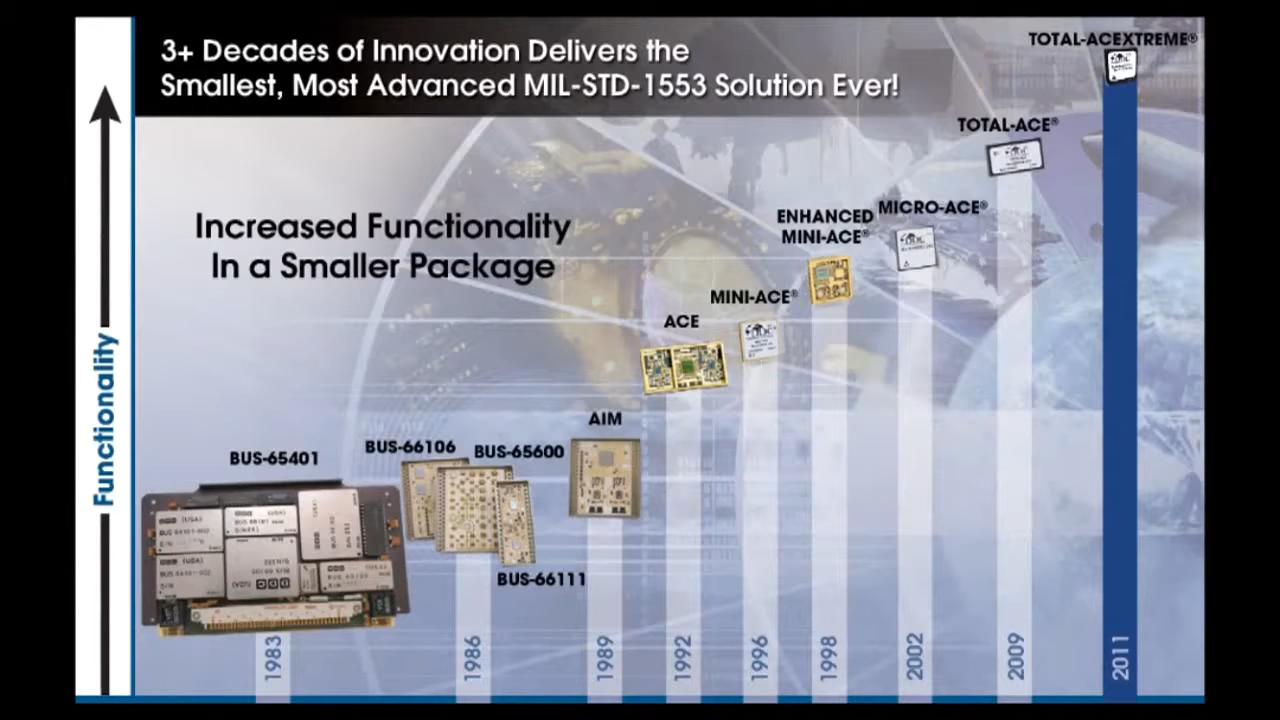 3+ Decades of Innovation Delivers the
Smallest, Most Advanced MIL-STD-1553 Solution Ever!
TOTAL-ACEXTREME®
TOTAL-ACE®
Increased Functionality
In a Smaller Package
ENHANCED
MINI-ACE®
MICRO-ACE®
MINI-ACE®
ACE
AIM
BUS-66106
BUS-65600
BUS-65401
BUS-66111
Functionality
1983
1986
1989
1992
1996
1998
2002
2009
2011